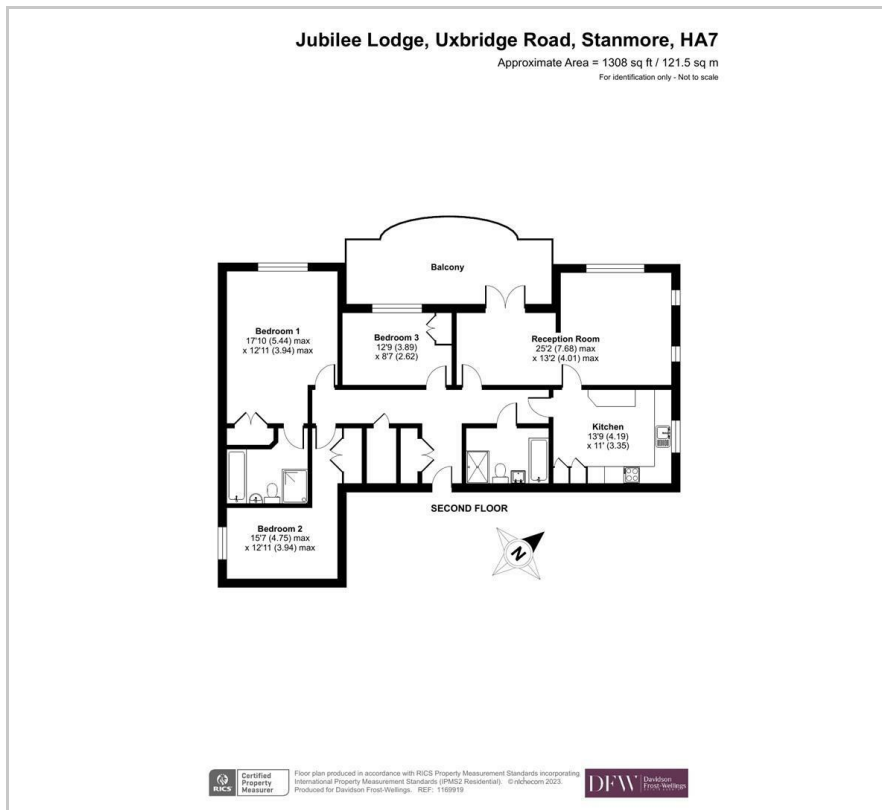 Jubilee Lodge, Uxbridge Road, Stanmore, HA7
Approximate Area = 1308 sq ft / 121.5 sq m
For identification only - Not to scale
Balcony
Bedroom 1
17'10 (5.44) max
x 12'11 (3.94) max
Bedroom 3
12'9 (3.89)
x 8'7 (2.62)
Reception Room
25'2 (7.68) max
x 13'2 (4.01) max
Kitchen
13'9 (4.19)
x 11' (3.35)
SECOND FLOOR
Bedroom 2
15'7 (4.75) max
x 12'11 (3.94) max
N
RICS
Certified
Property
Measurer
Floor plan produced in accordance with RICS Property Measurement Standards incorporating
International Property Measurement Standards (IPMS2 Residential). © nichecom 2023.
Produced for Davidson Frost-Wellings. REF: 1169919
DFW
Davidson
Frost-Wellings